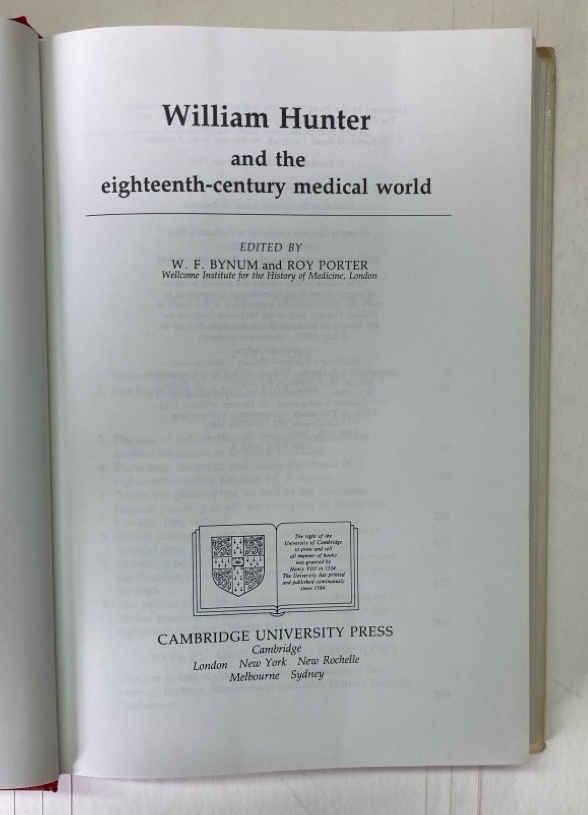 William Hunter
and the
eighteenth-century medical world
EDITED BY
W. F. BYNUM and ROY PORTER
Wellcome Institute for the History of Medicine, London
The right of the
University of Cambridge
to print and sell
all manner of books
was granted by
Henry VIII in 1534.
The University has printed
and published continuously
since 1584.
CAMBRIDGE UNIVERSITY PRESS
Cambridge
London New York New Rochelle
Melbourne Sydney